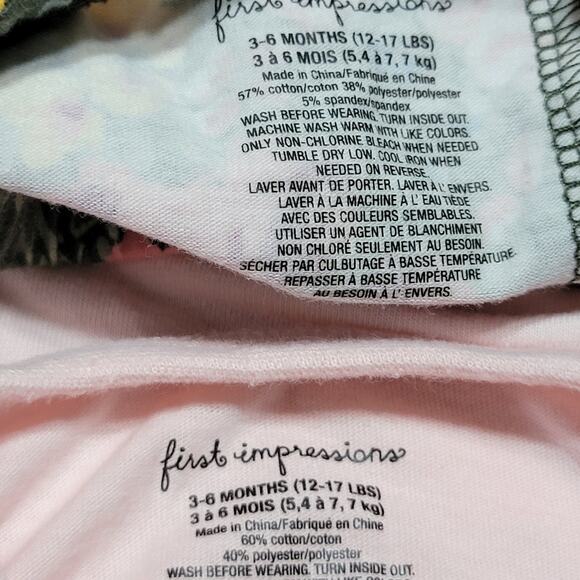 first impressions
3-6 MONTHS (12-17 LBS)
3 à 6 MOIS (5,4 à 7,7 kg)
Made in China/Fabriqué en Chine
57% cotton/coton 38% polyester/polyester
5% spandex/spandex
WASH BEFORE WEARING. TURN INSIDE OUT.
MACHINE WASH WARM WITH LIKE COLORS.
ONLY NON-CHLORINE BLEACH WHEN NEEDED.
TUMBLE DRY LOW. COOL IRON WHEN
NEEDED ON REVERSE.
LAVER AVANT DE PORTER. LAVER À L' ENVERS.
LAVER À LA MACHINE À L' EAU TIÈDE
AVEC DES COULEURS SEMBLABLES.
UTILISER UN AGENT DE BLANCHIMENT
NON CHLORÉ SEULEMENT AU BESOIN.
SÉCHER PAR CULBUTAGE À BASSE TEMPÉRATURE.
REPASSER À BASSE TEMPÉRATURE
AU BESOIN À L' ENVERS.
first impressions
3-6 MONTHS (12-17 LBS)
3 à 6 MOIS (5,4 à 7,7 kg)
Made in China/Fabriqué en Chine
60% cotton/coton
40% polyester/polyester
WASH BEFORE WEARING. TURN INSIDE OUT.